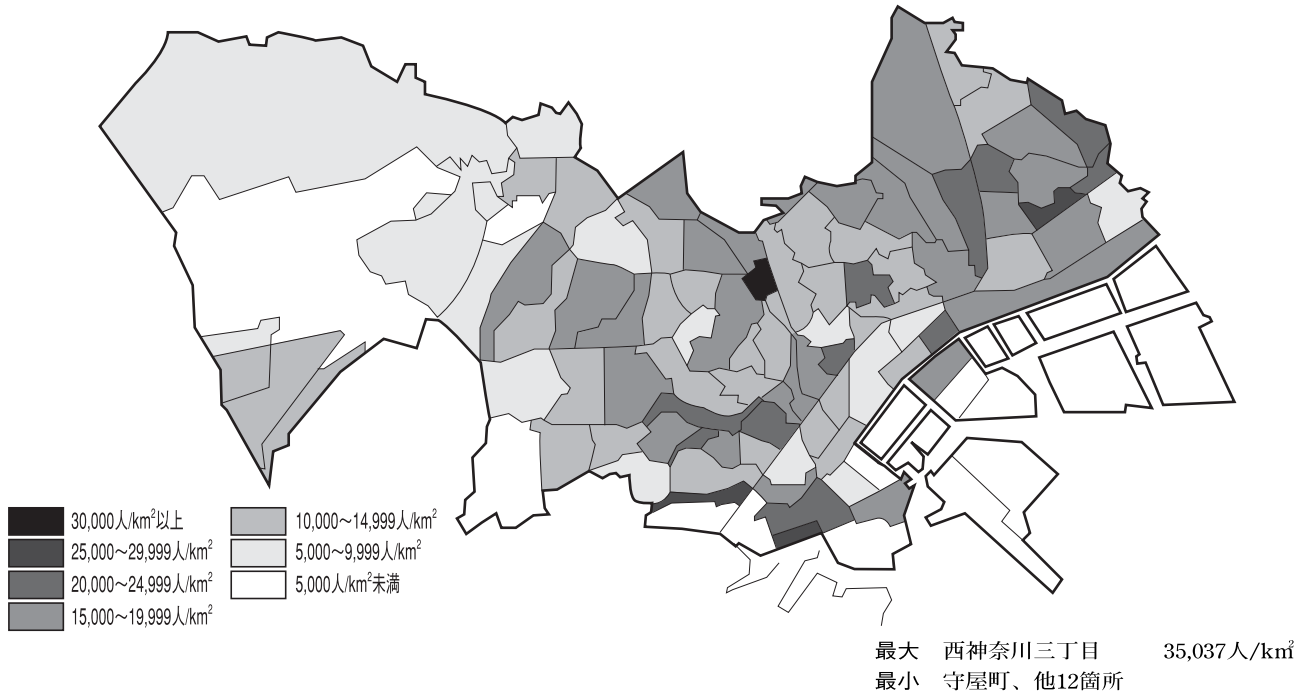 30,000人/km²以上
25,000〜29,999人/km²
20,000〜24,999人/km²
15,000〜19,999人/km²
10,000〜14,999人/km²
5,000〜9,999人/km²
5,000人/km²未満
最大 西神奈川三丁目 35,037人/km²
最小 守屋町、他12箇所